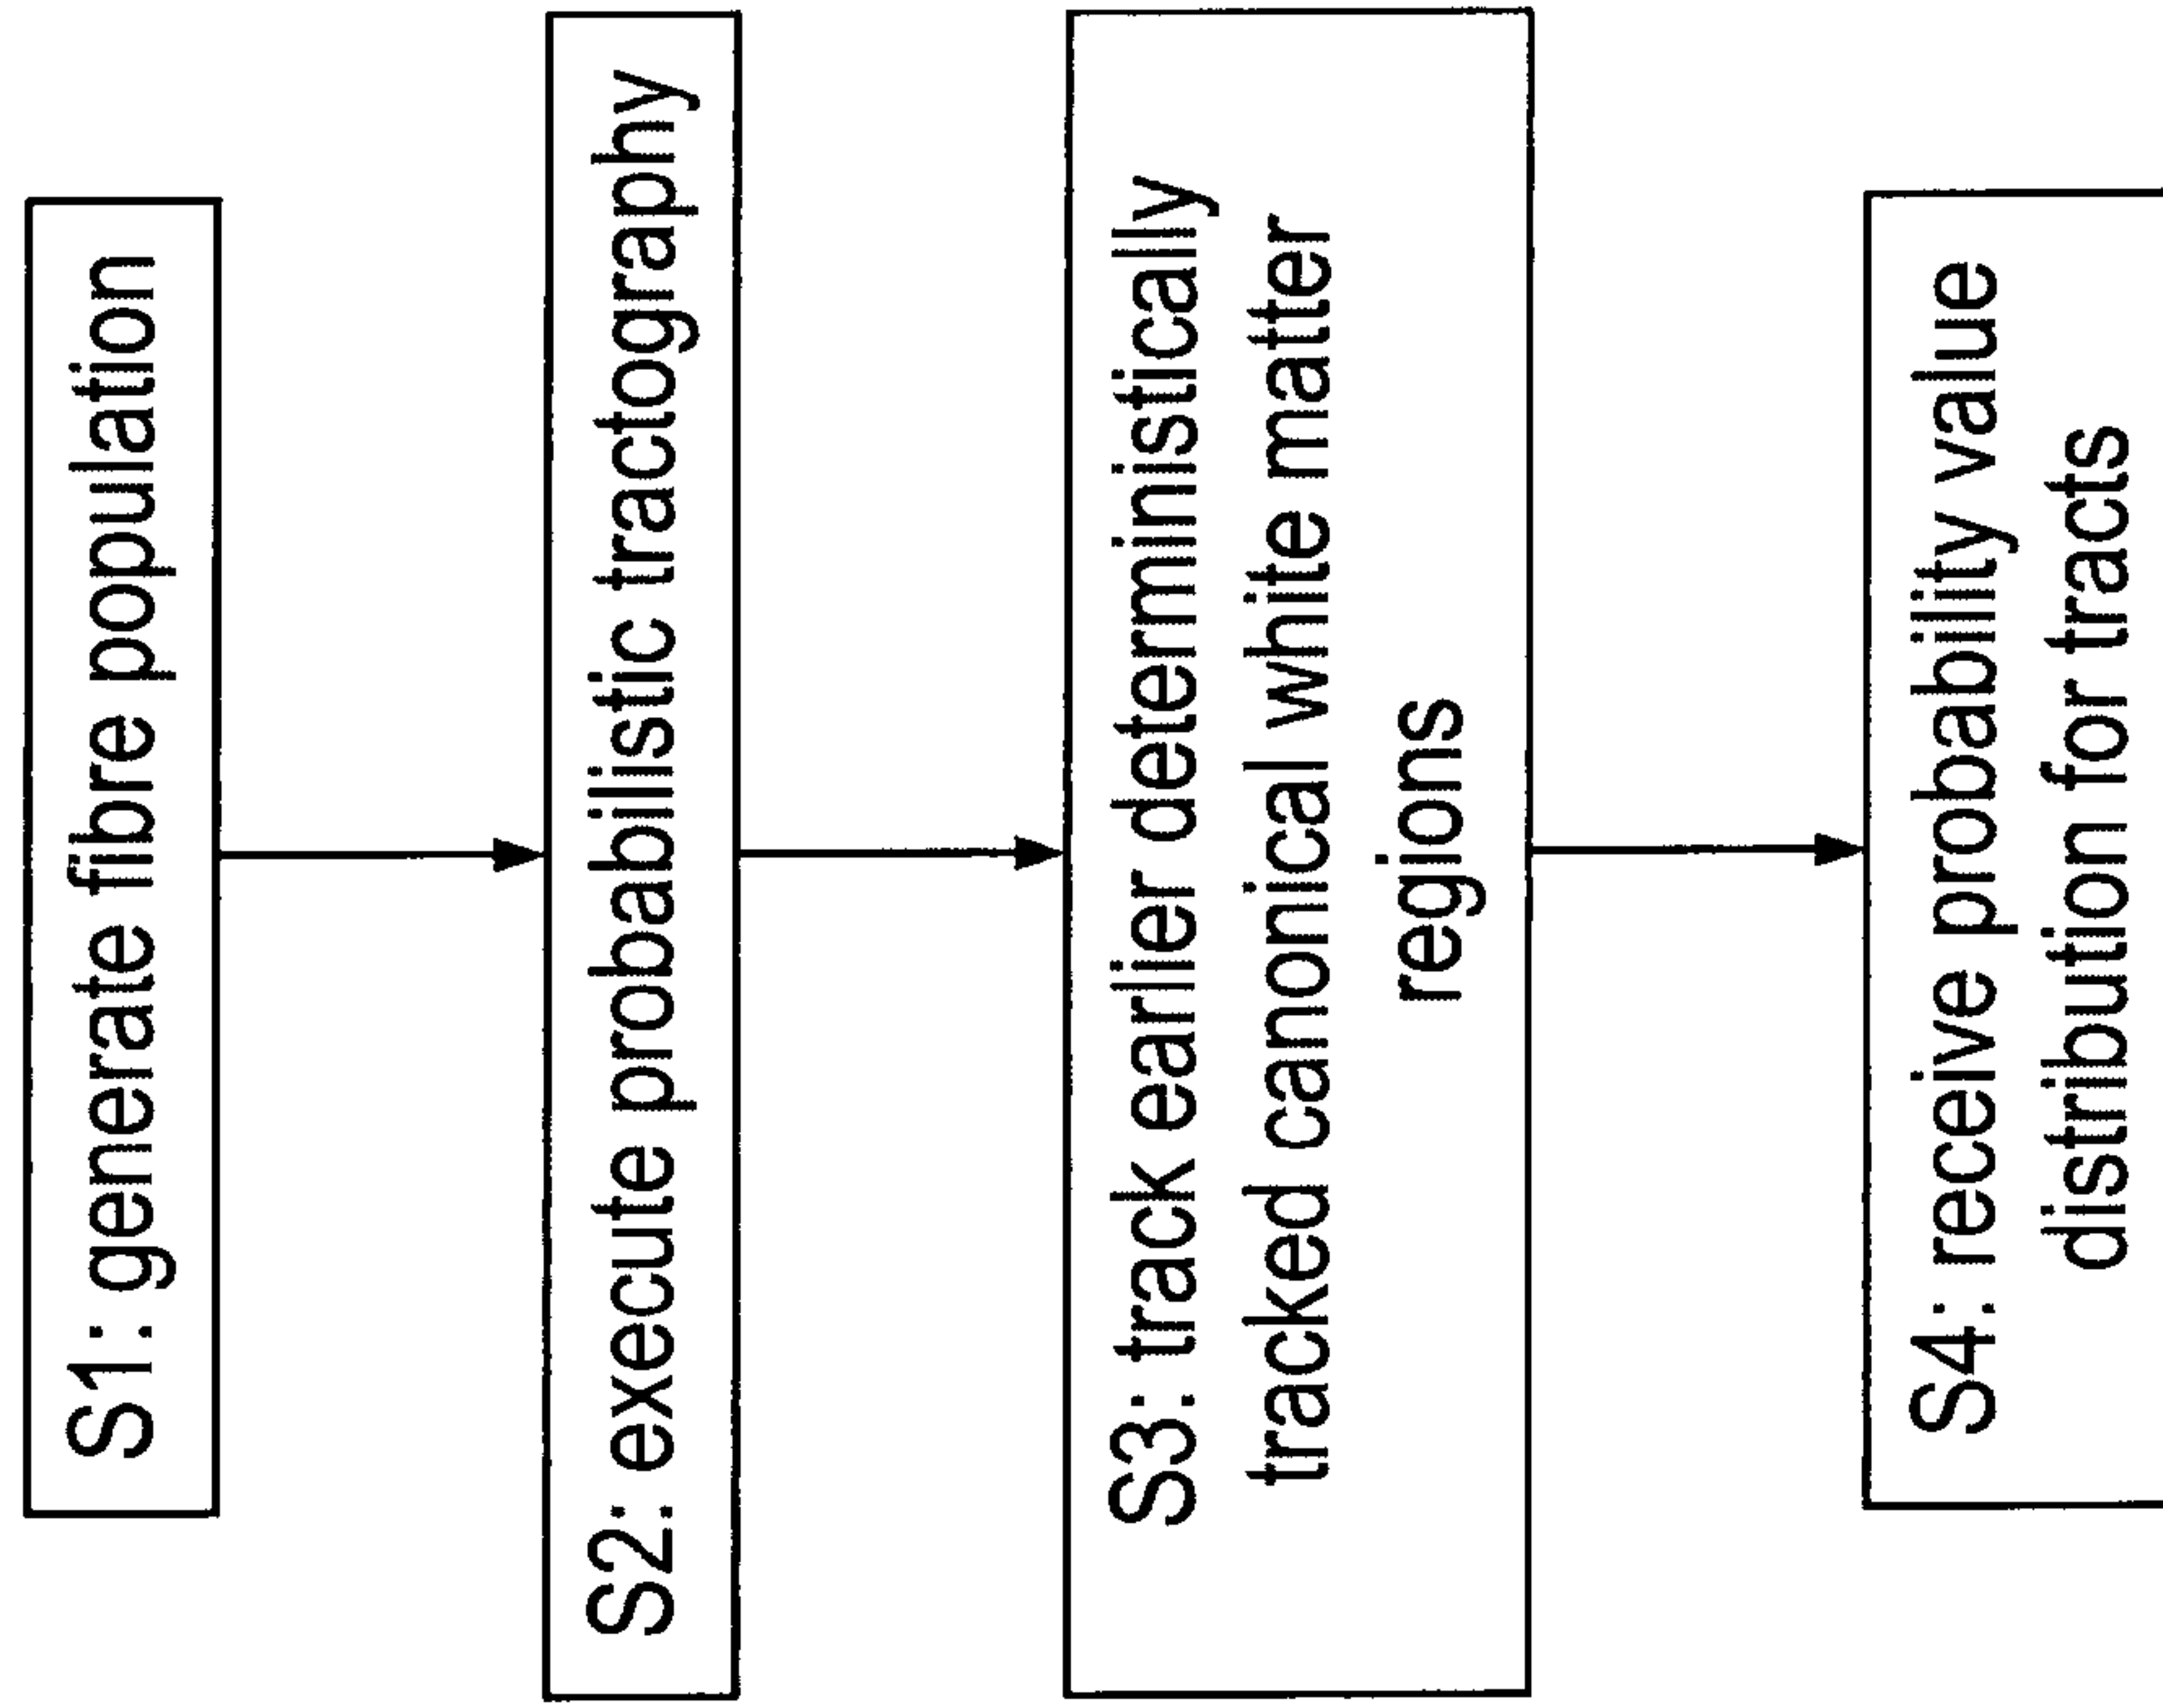 S1: generate fibre population
S2: execute probabilistic tractography
S3: track earlier deterministically
tracked canonical white matter
regions
S4: receive probability value
distribution for tracts